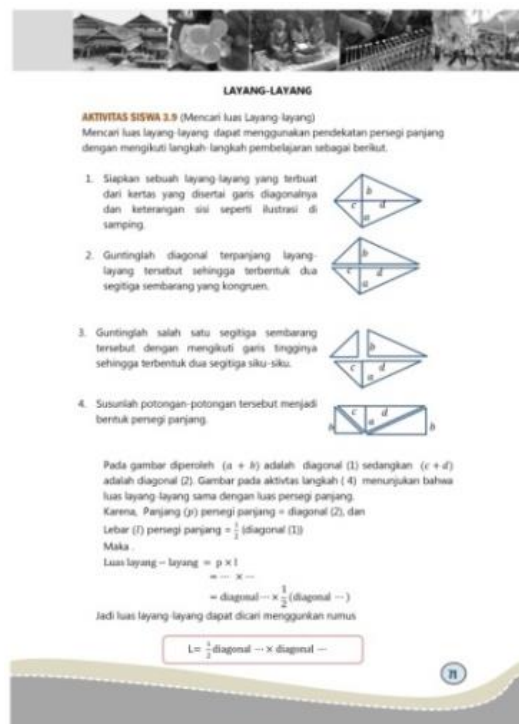 LAYANG-LAYANG
AKTIVITAS SISWA 3.9 (Mencari luas Layang-layang)
Mencari luas layang-layang dapat menggunakan pendekatan persegi panjang
dengan mengikuti langkah-langkah pembelajaran sebagai berikut.
1. Siapkan sebuah layang-layang yang terbuat
dari kertas yang disertai garis diagonalnya
dan keterangan sisi seperti ilustrasi di
samping.
b
c d
a
2. Guntinglah diagonal terpanjang layang-
layang tersebut sehingga terbentuk dua
segitiga sembarang yang kongruen.
b
c d
a
3. Guntinglah salah satu segitiga sembarang
tersebut dengan mengikuti garis tingginya
sehingga terbentuk dua segitiga siku-siku.
b
c d
a
4. Susunlah potongan-potongan tersebut menjadi
bentuk persegi panjang.
c d
b a b
Pada gambar diperoleh (a + b) adalah diagonal (1) sedangkan (c + d)
adalah diagonal (2). Gambar pada aktivtas langkah ( 4) menunjukan bahwa
luas layang-layang sama dengan luas persegi panjang.
Karena, Panjang (p) persegi panjang = diagonal (2), dan
Lebar (l) persegi panjang = 1/2 (diagonal (1))
Maka .
Luas layang − layang = p × l
= ⋯ × ⋯
= diagonal ⋯ × 1/2 (diagonal ⋯ )
Jadi luas layang-layang dapat dicari menggunkan rumus
L= 1/2 diagonal ⋯ × diagonal ⋯
71